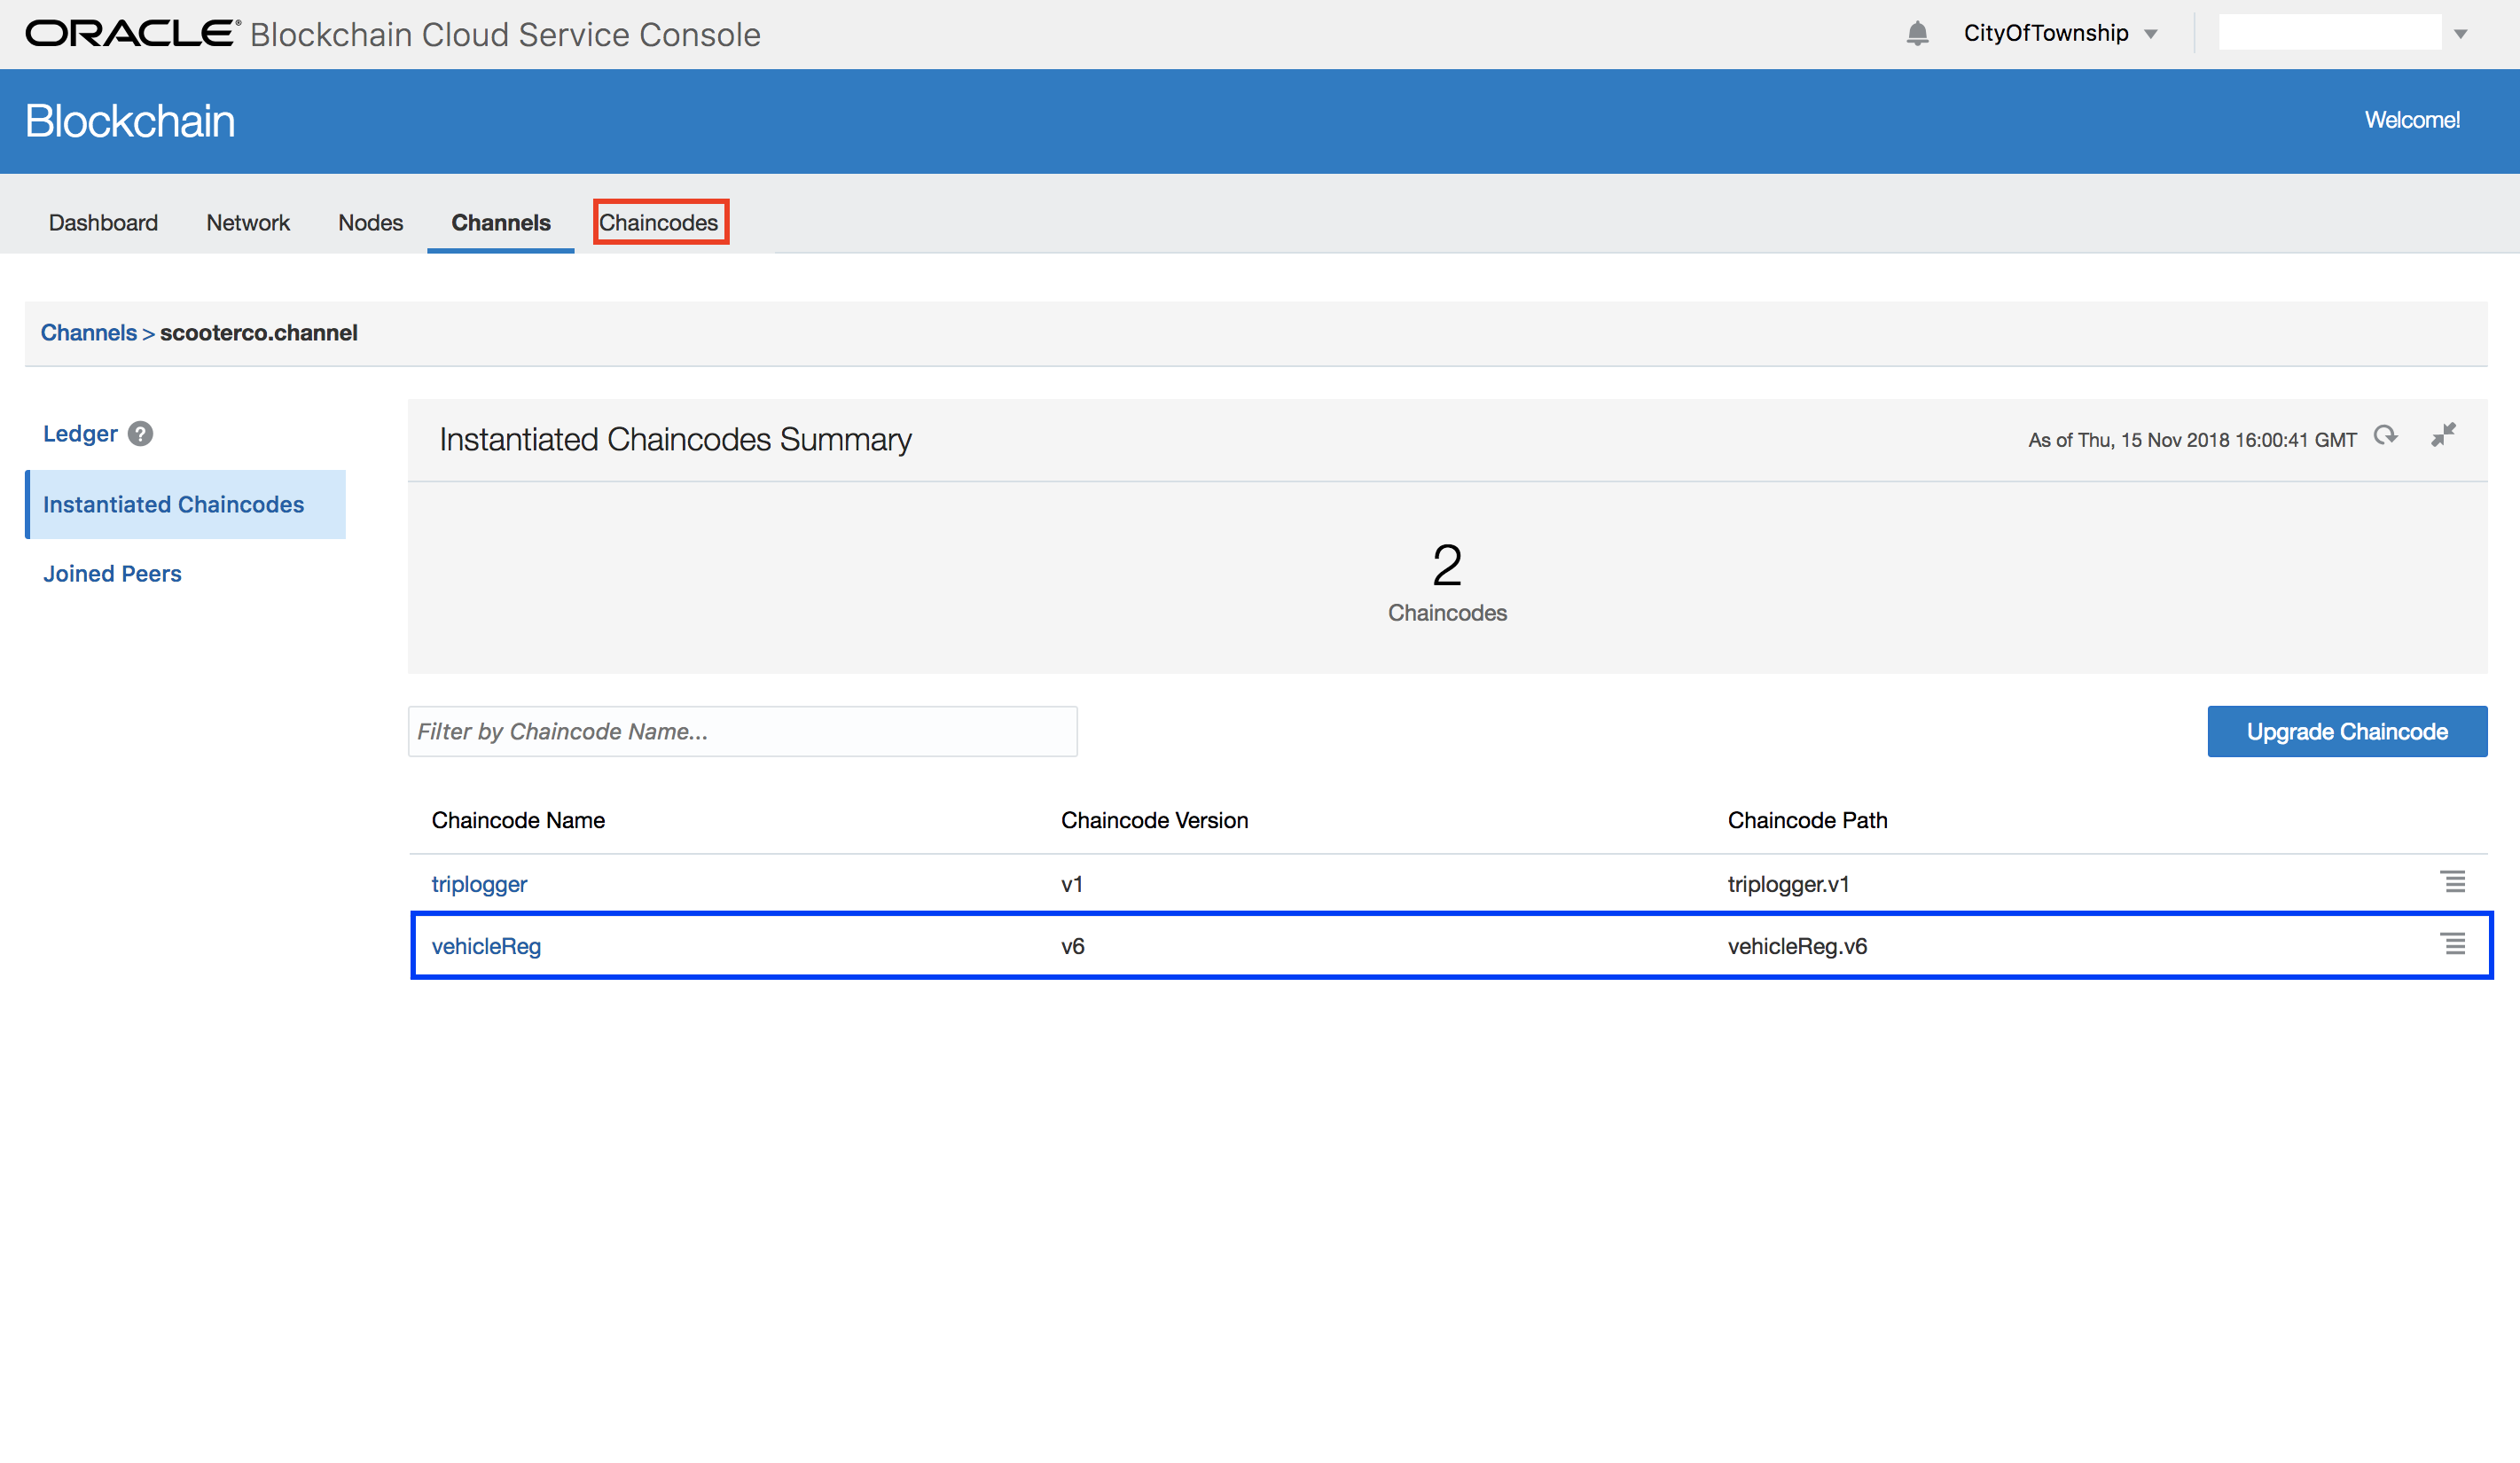 ORACLE® Blockchain Cloud Service Console
CityOfTownship
Blockchain
Welcome!
Dashboard Network Nodes Channels Chaincodes
Channels > scooterco.channel
Ledger ?
Instantiated Chaincodes
Joined Peers
Instantiated Chaincodes Summary
As of Thu, 15 Nov 2018 16:00:41 GMT
2
Chaincodes
Filter by Chaincode Name...
Upgrade Chaincode
Chaincode Name Chaincode Version Chaincode Path
triplogger v1 triplogger.v1
vehicleReg v6 vehicleReg.v6